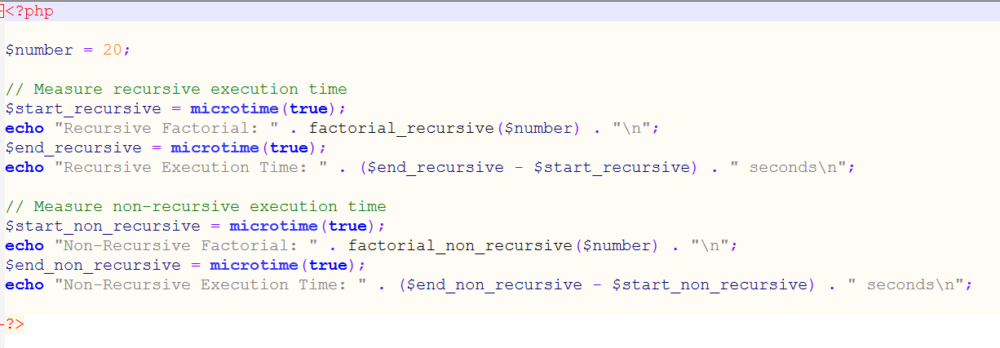 <?php
$number = 20;
// Measure recursive execution time
$start_recursive = microtime(true);
echo "Recursive Factorial: " . factorial_recursive($number) . "\n";
$end_recursive = microtime(true);
echo "Recursive Execution Time: " . ($end_recursive - $start_recursive) . " seconds\n";
// Measure non-recursive execution time
$start_non_recursive = microtime(true);
echo "Non-Recursive Factorial: " . factorial_non_recursive($number) . "\n";
$end_non_recursive = microtime(true);
echo "Non-Recursive Execution Time: " . ($end_non_recursive - $start_non_recursive) . " seconds\n";
?>